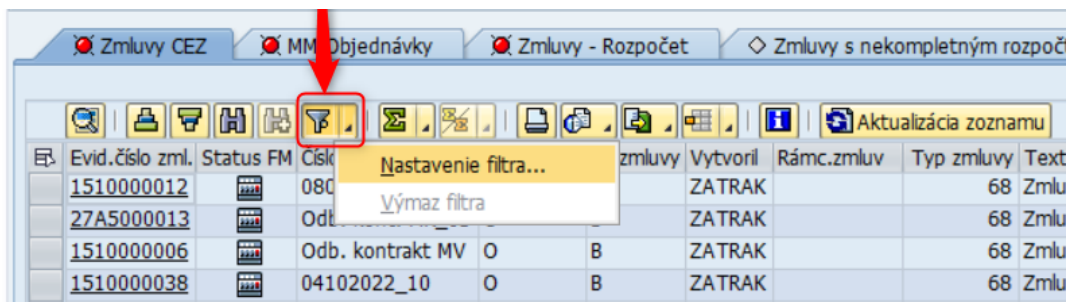 Zmluvy CEZ MM Objednávky Zmluvy - Rozpočet Zmluvy s nekompletným rozpočt
Aktualizácia zoznamu
Evid.číslo zml. Status FM Číslo zmluvy Vytvoril Rámc.zmluv Typ zmluvy Text
Nastavenie filtra...
1510000012 080 ZATRAK 68 Zmlu
Výmaz filtra
27A5000013 Odb. ZATRAK 68 Zmlu
1510000006 Odb. kontrakt MV O B ZATRAK 68 Zmlu
1510000038 04102022_10 O B ZATRAK 68 Zmlu